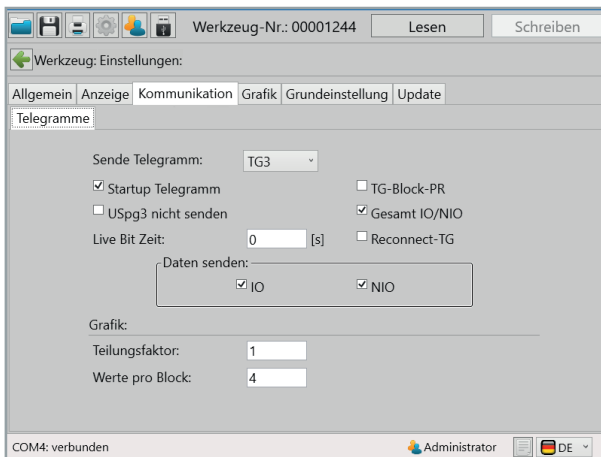 Werkzeug-Nr.: 00001244 Lesen Schreiben
Werkzeug: Einstellungen:
Allgemein Anzeige Kommunikation Grafik Grundeinstellung Update
Telegramme
Sende Telegramm: TG3
Startup Telegramm TG-Block-PR
USpg3 nicht senden Gesamt IO/NIO
Live Bit Zeit: 0 [s] Reconnect-TG
Daten senden:
IO NIO
Grafik:
Teilungsfaktor: 1
Werte pro Block: 4
COM4: verbunden Administrator DE